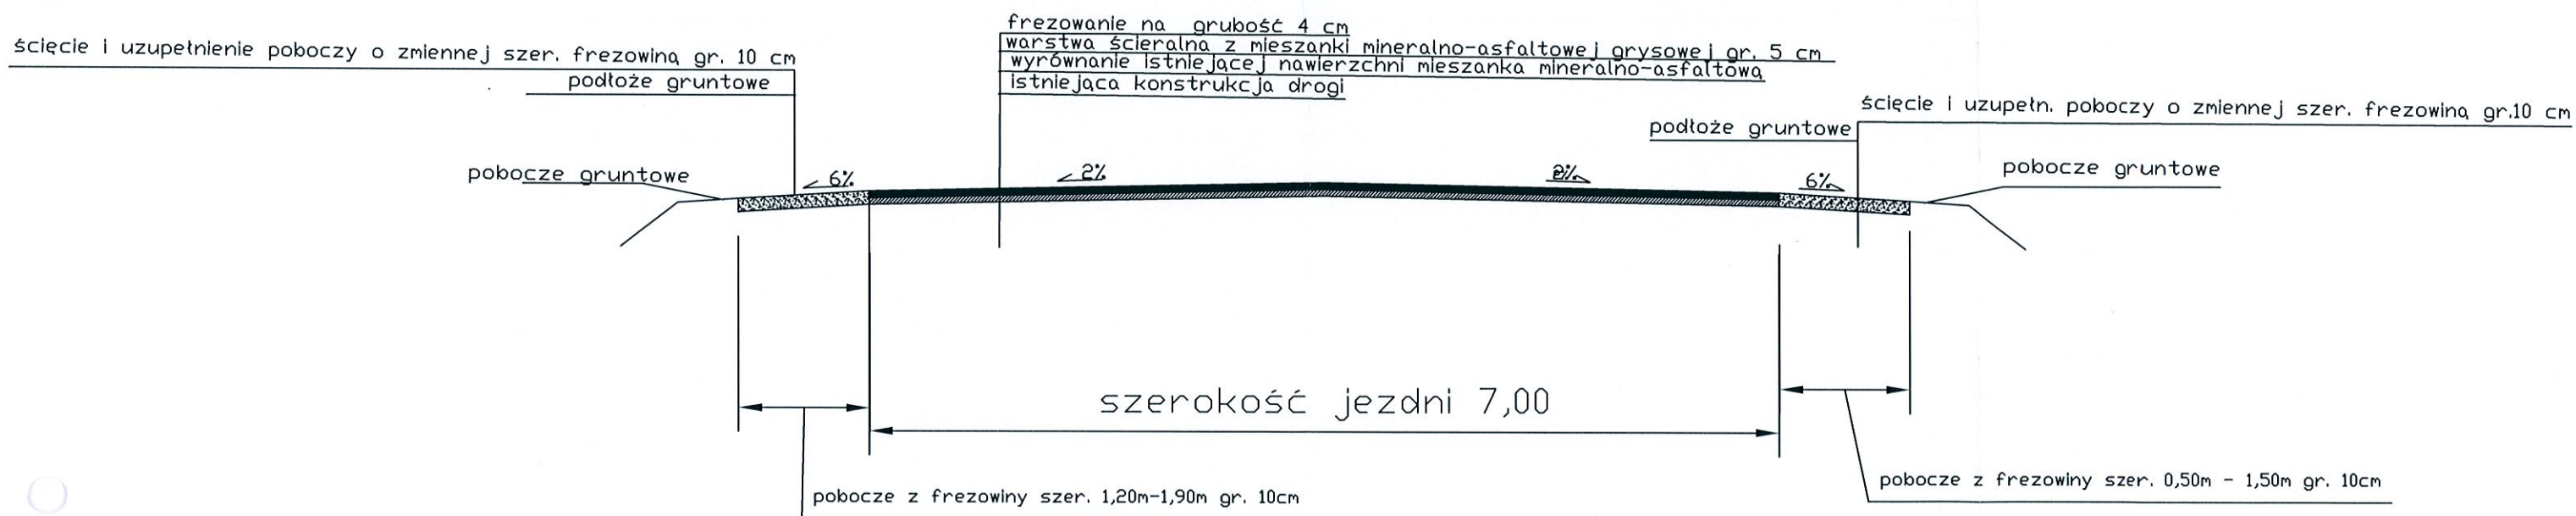 ścięcie i uzupełnienie poboczy o zmiennej szer. frezowiną gr. 10 cm
podłoże gruntowe
frezowanie na grubość 4 cm
warstwa ścieralna z mieszanki mineralno-asfaltowej grysowej gr. 5 cm
wyrównanie istniejącej nawierzchni mieszanka mineralno-asfaltową
istniejąca konstrukcja drogi
ścięcie i uzupełn. poboczy o zmiennej szer. frezowiną gr.10 cm
podłoże gruntowe
pobocze gruntowe
6%
2%
2%
6%
pobocze gruntowe
szerokość jezdni 7,00
pobocze z frezowiny szer. 1,20m-1,90m gr. 10cm
pobocze z frezowiny szer. 0,50m - 1,50m gr. 10cm